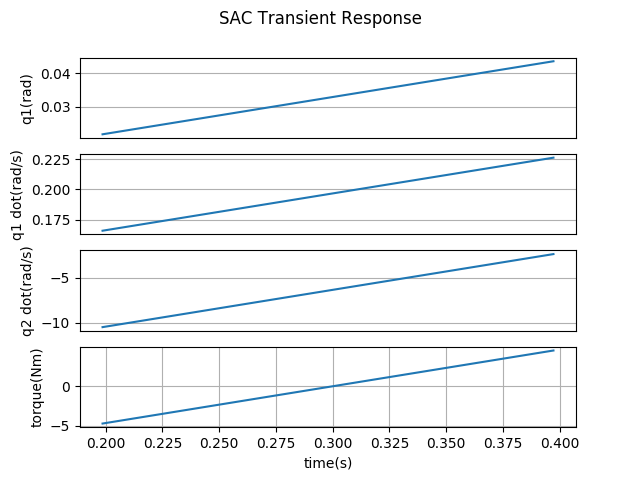 SAC Transient Response
q1(rad)
0.04
0.03
q1 dot(rad/s)
0.225
0.200
0.175
q2 dot(rad/s)
−5
−10
torque(Nm)
0
−5
0.200 0.225 0.250 0.275 0.300 0.325 0.350 0.375 0.400
time(s)